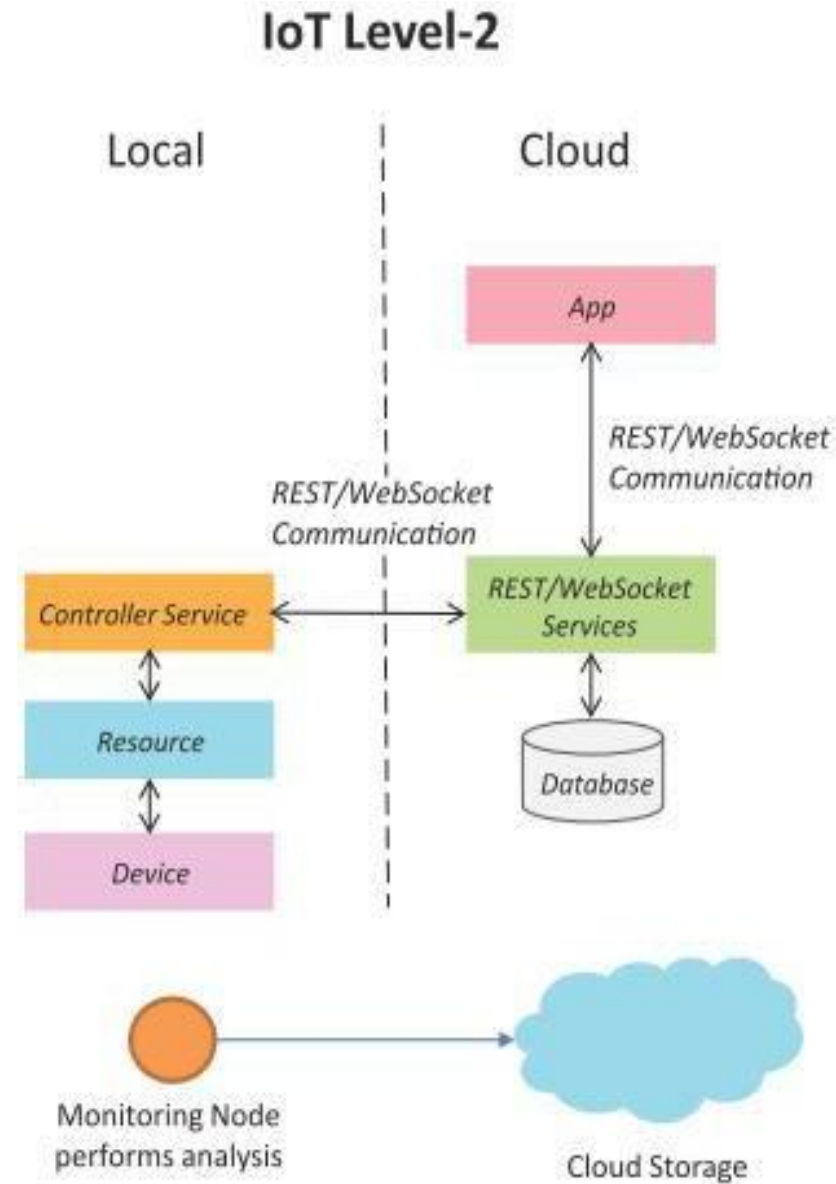 IoT Level-2
Local
Cloud
App
REST/WebSocket
Communication
REST/WebSocket
Communication
Controller Service
REST/WebSocket
Services
Resource
Database
Device
Monitoring Node
performs analysis
Cloud Storage